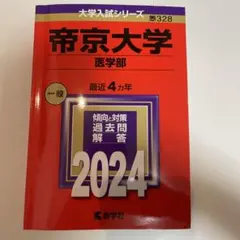 大学入試シリーズ
328
帝京大学
医学部
最近4カ年
一般
傾向と対策
過去問
解答
2024
教学社